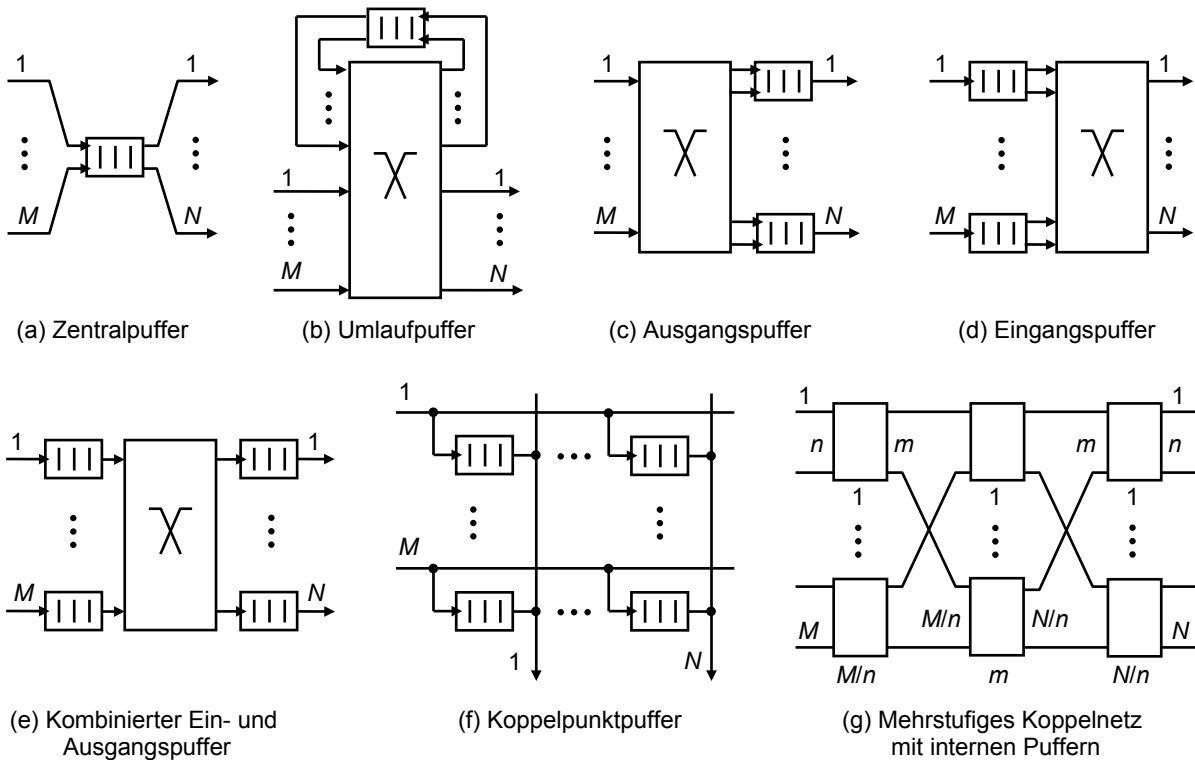 1 1
M N
(a) Zentralpuffer
1 1
M N
(b) Umlaufpuffer
1 1
M N
(c) Ausgangspuffer
1 1
M N
(d) Eingangspuffer
1 1
M N
(e) Kombinierter Ein- und
Ausgangspuffer
1
M
1 N
(f) Koppelpunktpuffer
1 1
n m m n
1 1 1
M M/n N/n N
M/n m N/n
(g) Mehrstufiges Koppelnetz
mit internen Puffern